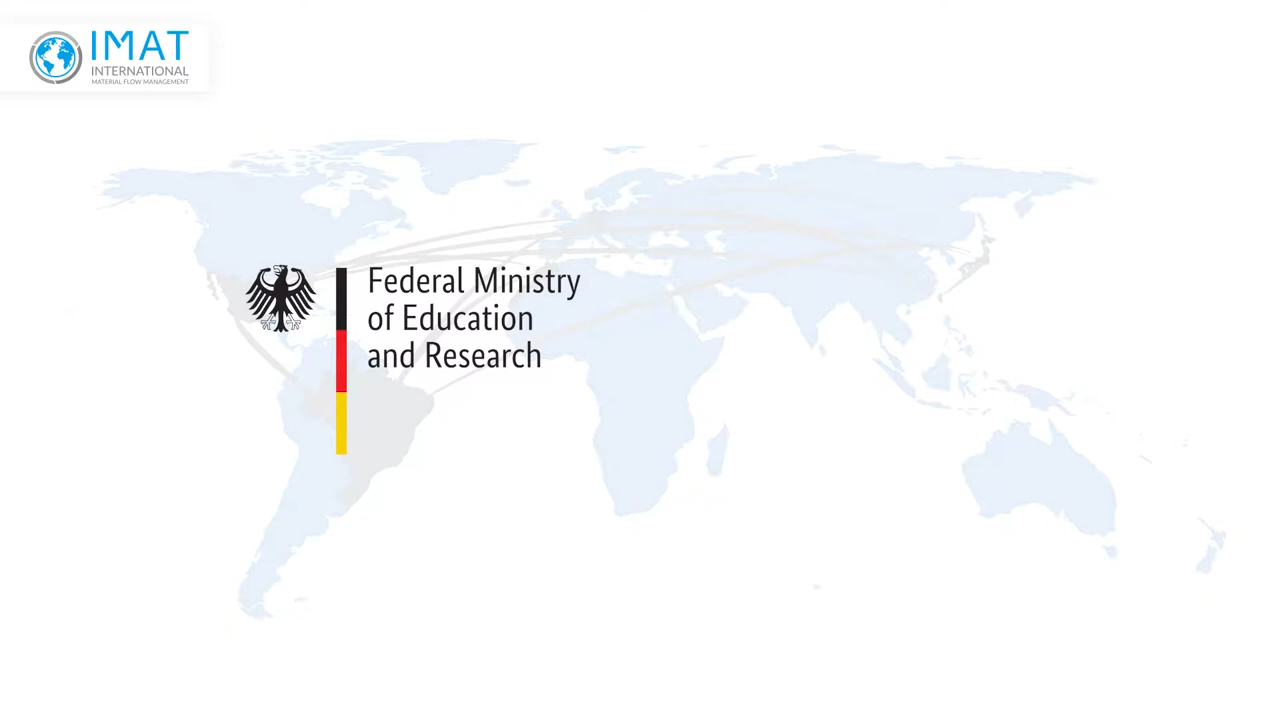 IMAT
INTERNATIONAL
MATERIAL FLOW MANAGEMENT
Federal Ministry
of Education
and Research